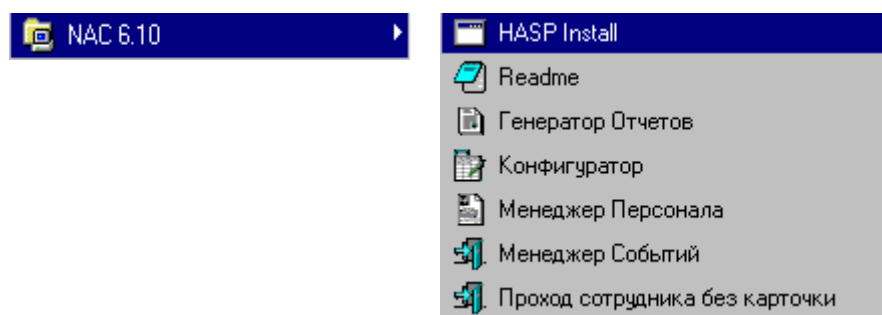 NAC 6.10
HASP Install
Readme
Генератор Отчетов
Конфигуратор
Менеджер Персонала
Менеджер Событий
Проход сотрудника без карточки